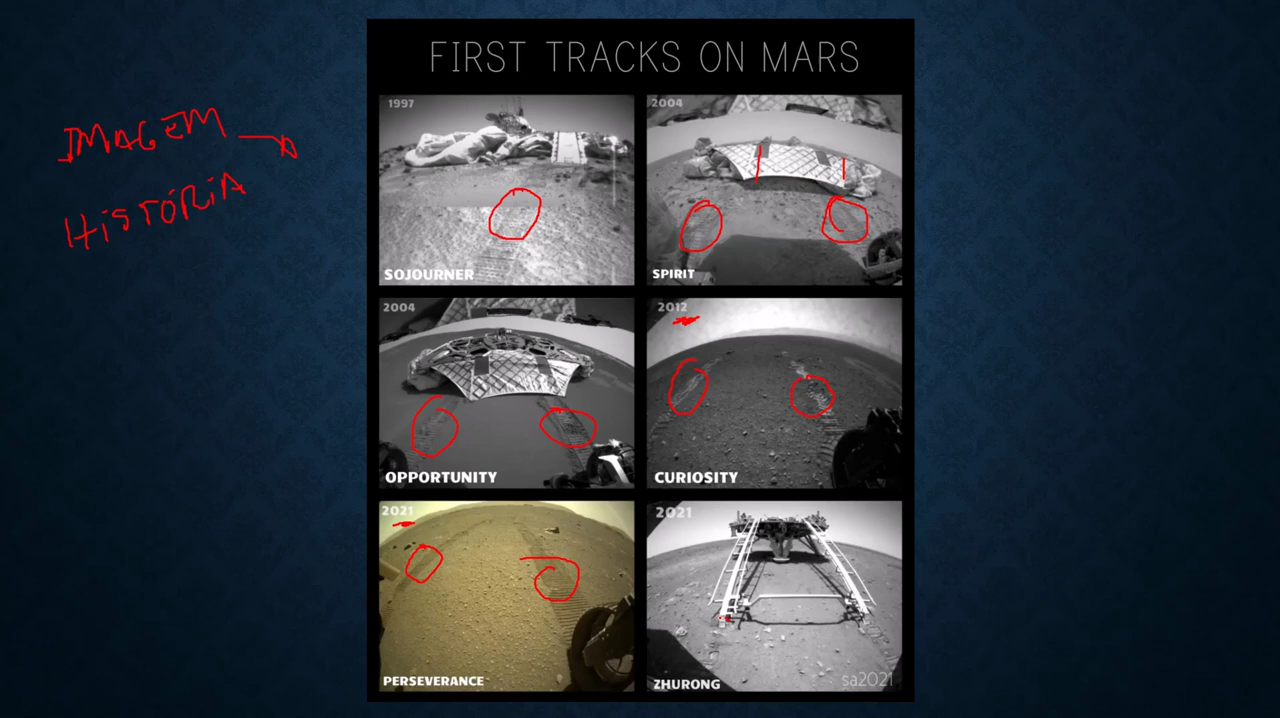 FIRST TRACKS ON MARS
IMAGEM
HISTÓRIA
1997
SOJOURNER
2004
SPIRIT
2004
OPPORTUNITY
2012
CURIOSITY
2021
PERSEVERANCE
2021
ZHURONG
sa2021